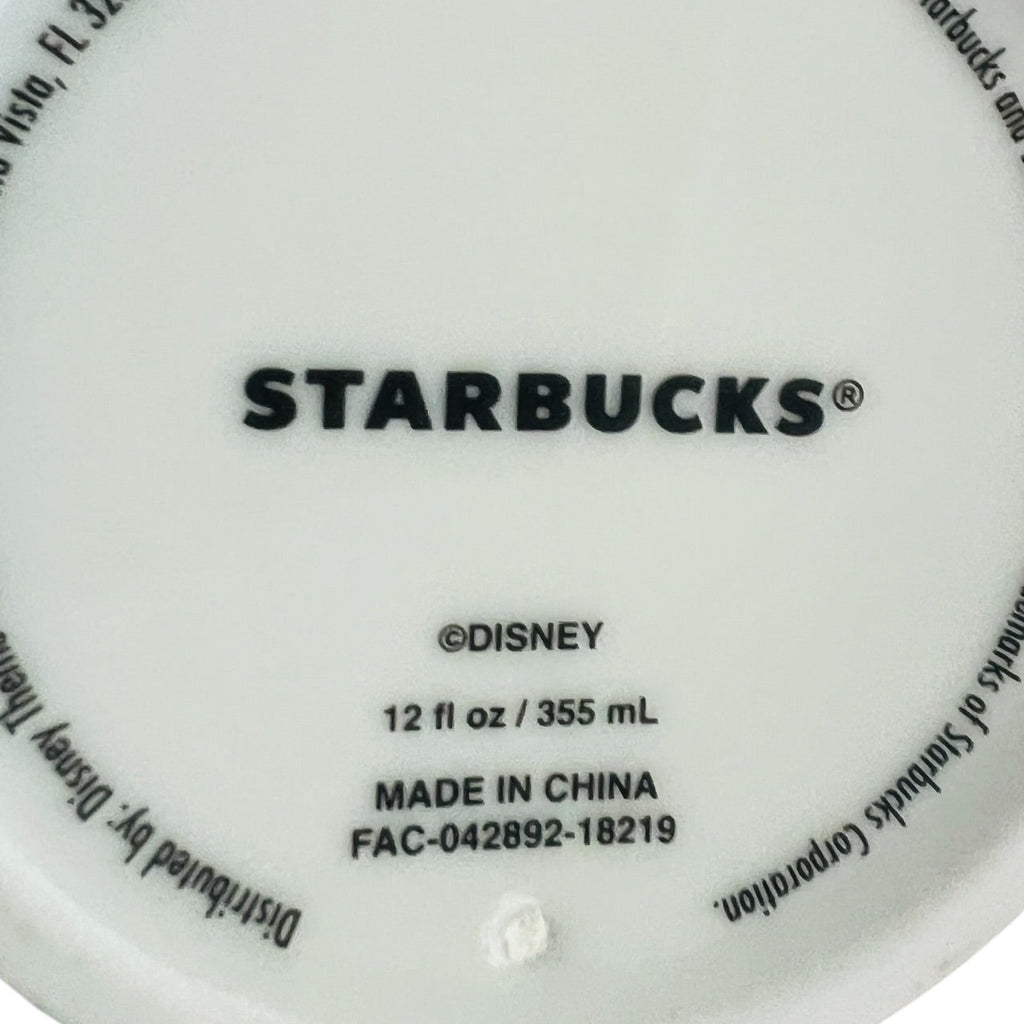 STARBUCKS®
©DISNEY
12 fl oz / 355 mL
MADE IN CHINA
FAC-042892-18219
Distributed by: Disney
Vista, FL
and
of Starbucks Corporation.